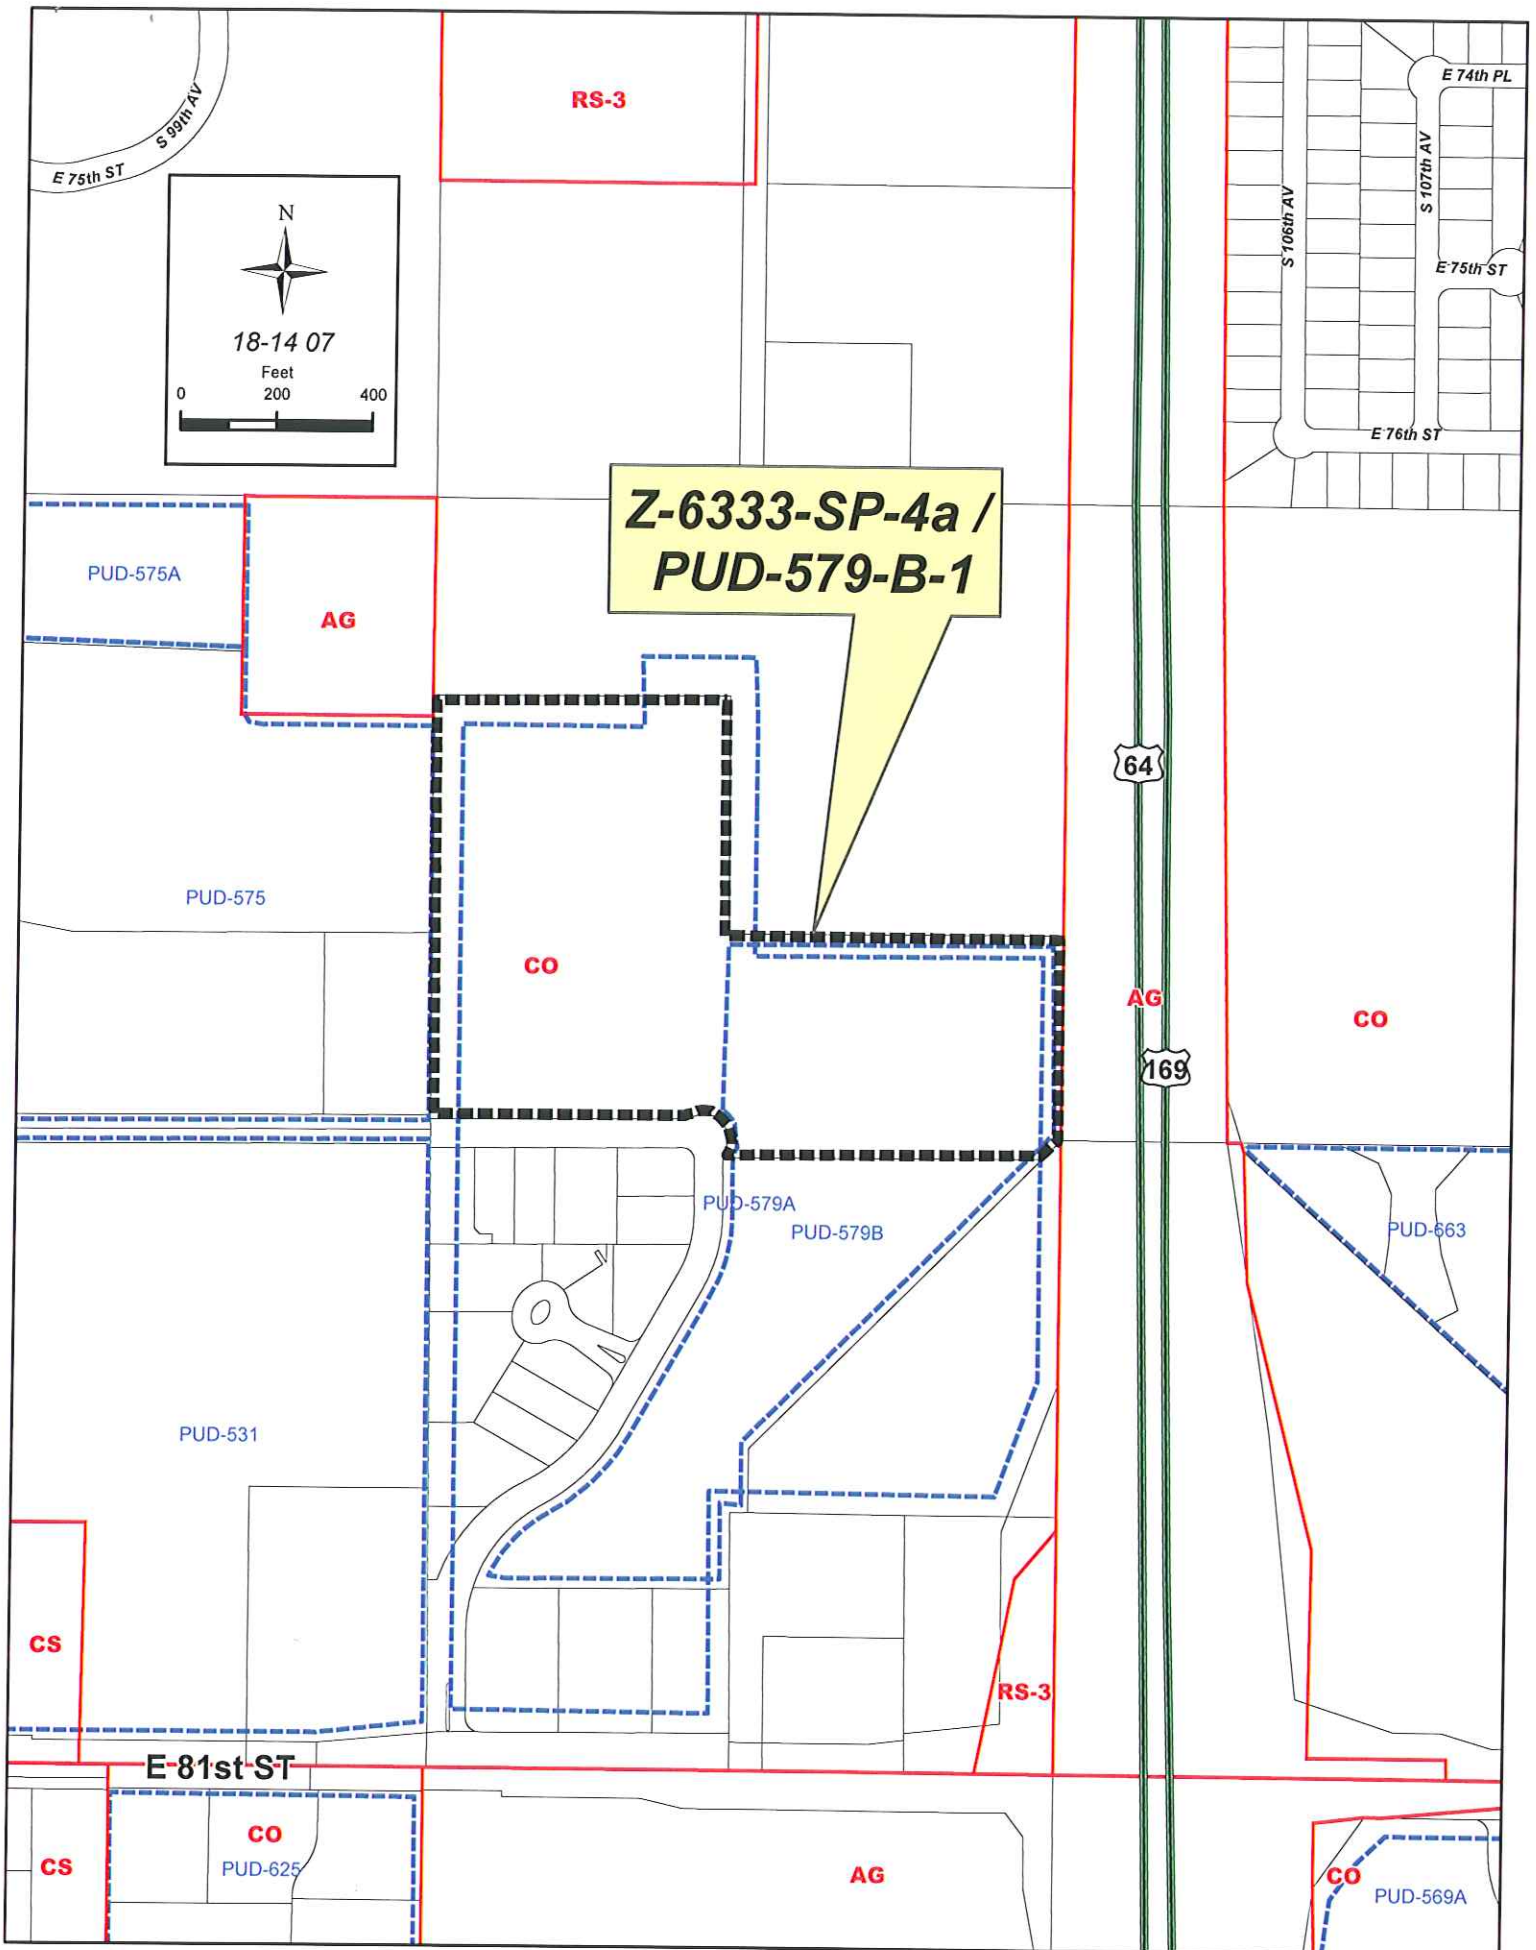 RS-3
E 74th PL
S 99th AV
E 75th ST
S 107th AV
S 106th AV
E 75th ST
N
18-14 07
Feet
0 200 400
E 76th ST
Z-6333-SP-4a /
PUD-579-B-1
PUD-575A
AG
64
PUD-575
CO
AG
CO
169
PUD-579A
PUD-579B
PUD-663
PUD-531
CS
RS-3
E 81st ST
CO
CS
PUD-625
AG
CO
PUD-569A